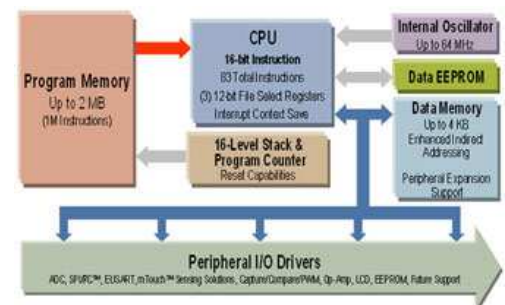 Program Memory
Up to 2 MB
(1M Instructions)
CPU
16-bit Instruction
83 Total Instructions
(3) 12-bit File Select Registers
Interrupt Context Save
Internal Oscillator
Up to 64 MHz
Data EEPROM
Data Memory
Up to 4 KB
Enhanced Indirect
Addressing
Peripheral Expansion
Support
16-Level Stack &
Program Counter
Reset Capabilities
Peripheral I/O Drivers
ADC, SPI/I²C™, EUSART, mTouch™ Sensing Solutions, Capture/Compare/PWM, Op-Amp, LCD, EEPROM, Future Support